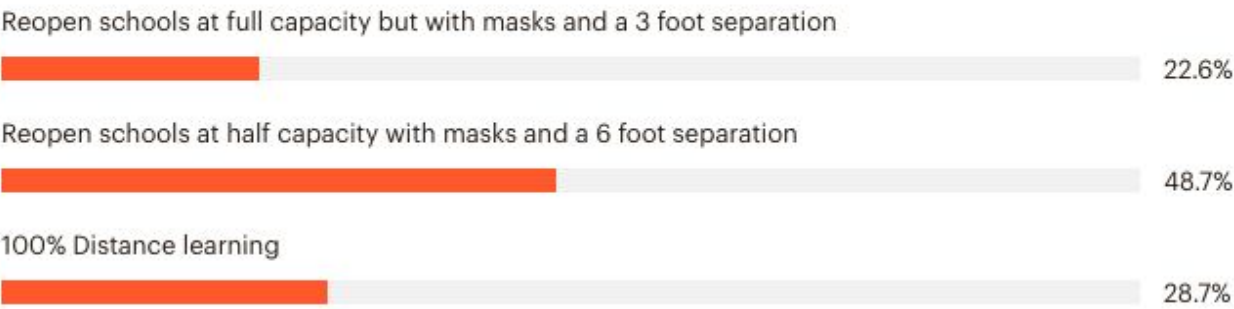 Reopen schools at full capacity but with masks and a 3 foot separation
22.6%
Reopen schools at half capacity with masks and a 6 foot separation
48.7%
100% Distance learning
28.7%